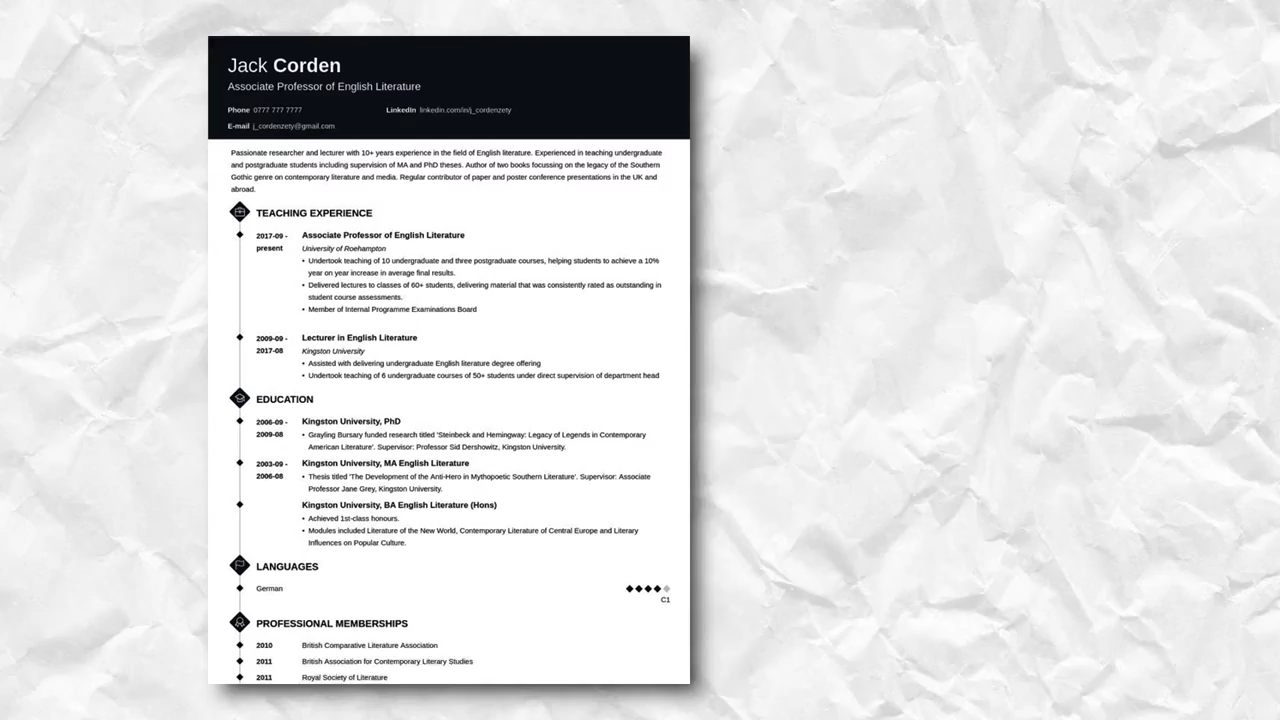 Jack Corden
Associate Professor of English Literature
Phone 0777 777 7777 LinkedIn linkedin.com/in/j_cordenzety
E-mail j_cordenzety@gmail.com
Passionate researcher and lecturer with 10+ years experience in the field of English literature. Experienced in teaching undergraduate
and postgraduate students including supervision of MA and PhD theses. Author of two books focussing on the legacy of the Southern
Gothic genre on contemporary literature and media. Regular contributor of paper and poster conference presentations in the UK and
abroad.
TEACHING EXPERIENCE
2017-09 - Associate Professor of English Literature
present University of Roehampton
• Undertook teaching of 10 undergraduate and three postgraduate courses, helping students to achieve a 10%
year on year increase in average final results.
• Delivered lectures to classes of 60+ students, delivering material that was consistently rated as outstanding in
student course assessments.
• Member of Internal Programme Examinations Board
2009-09 - Lecturer in English Literature
2017-08 Kingston University
• Assisted with delivering undergraduate English literature degree offering
• Undertook teaching of 6 undergraduate courses of 50+ students under direct supervision of department head
EDUCATION
2006-09 - Kingston University, PhD
2009-08 • Grayling Bursary funded research titled 'Steinbeck and Hemingway: Legacy of Legends in Contemporary
American Literature'. Supervisor: Professor Sid Dershowitz, Kingston University.
2003-09 - Kingston University, MA English Literature
2006-08 • Thesis titled 'The Development of the Anti-Hero in Mythopoetic Southern Literature'. Supervisor: Associate
Professor Jane Grey, Kingston University.
Kingston University, BA English Literature (Hons)
• Achieved 1st-class honours.
• Modules included Literature of the New World, Contemporary Literature of Central Europe and Literary
Influences on Popular Culture.
LANGUAGES
German
C1
PROFESSIONAL MEMBERSHIPS
2010 British Comparative Literature Association
2011 British Association for Contemporary Literary Studies
2011 Royal Society of Literature